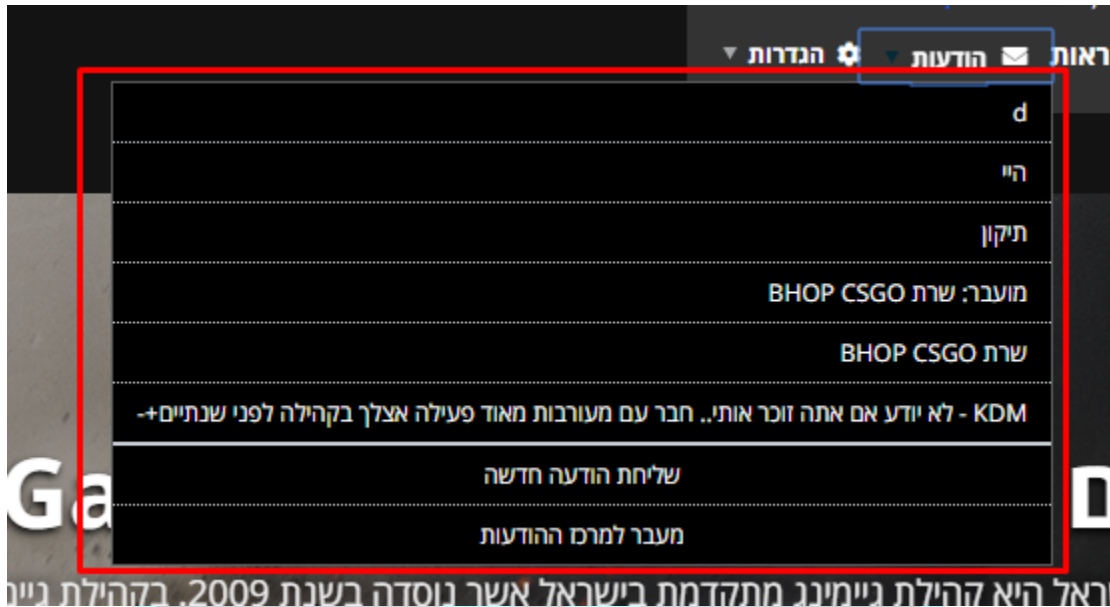 הודעות ▼ הגדרות ▼
d
היי
תיקון
מועבר: שרת BHOP CSGO
שרת BHOP CSGO
KDM - לא יודע אם אתה זוכר אותי.. חבר עם מעורבות מאוד פעילה אצלך בקהילה לפני שנתיים+-
שליחת הודעה חדשה
מעבר למרכז ההודעות
Ga
היא קהילת גיימינג מתקדמת בישראל אשר נוסדה בשנת 2009. בקהילת